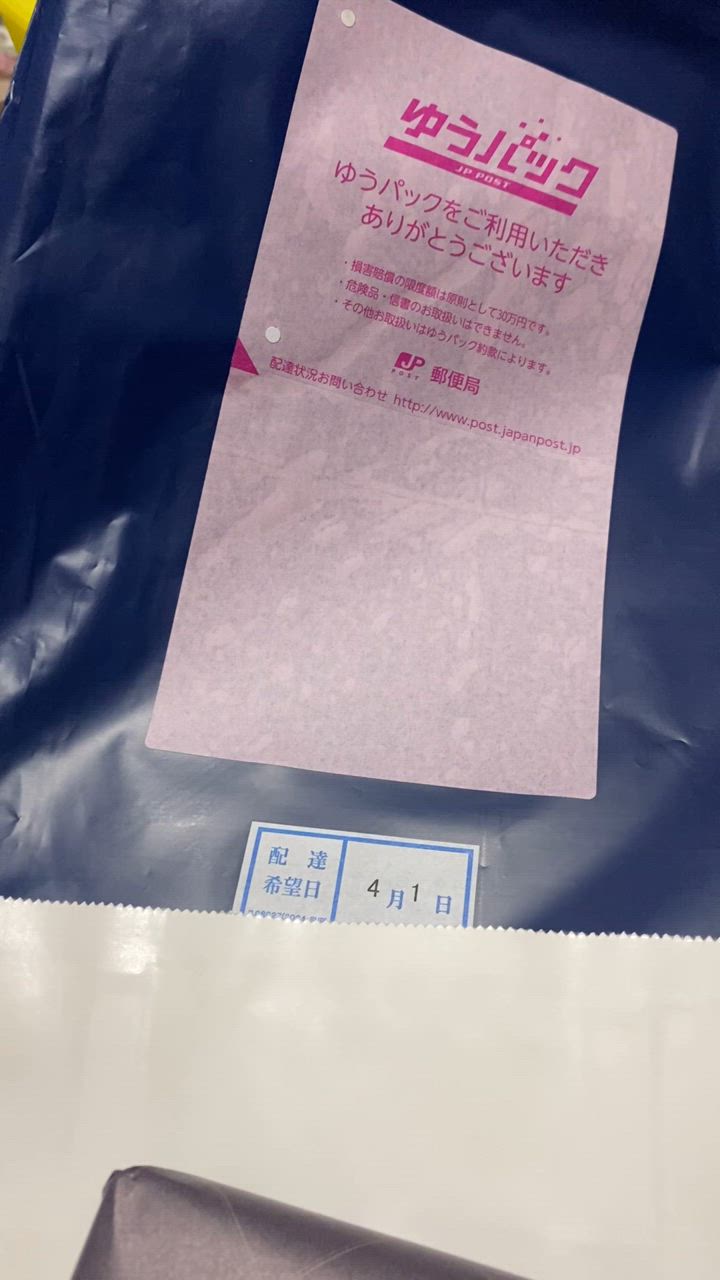 ゆうパック
JP POST
ゆうパックをご利用いただき
ありがとうございます
・損害賠償の限度額は原則として30万円です。
・危険品・信書のお取扱いはできません。
・その他お取扱いはゆうパック約款によります。
JP POST 郵便局
配達状況お問い合わせ http://www.post.japanpost.jp
配達
希望日
4月1日